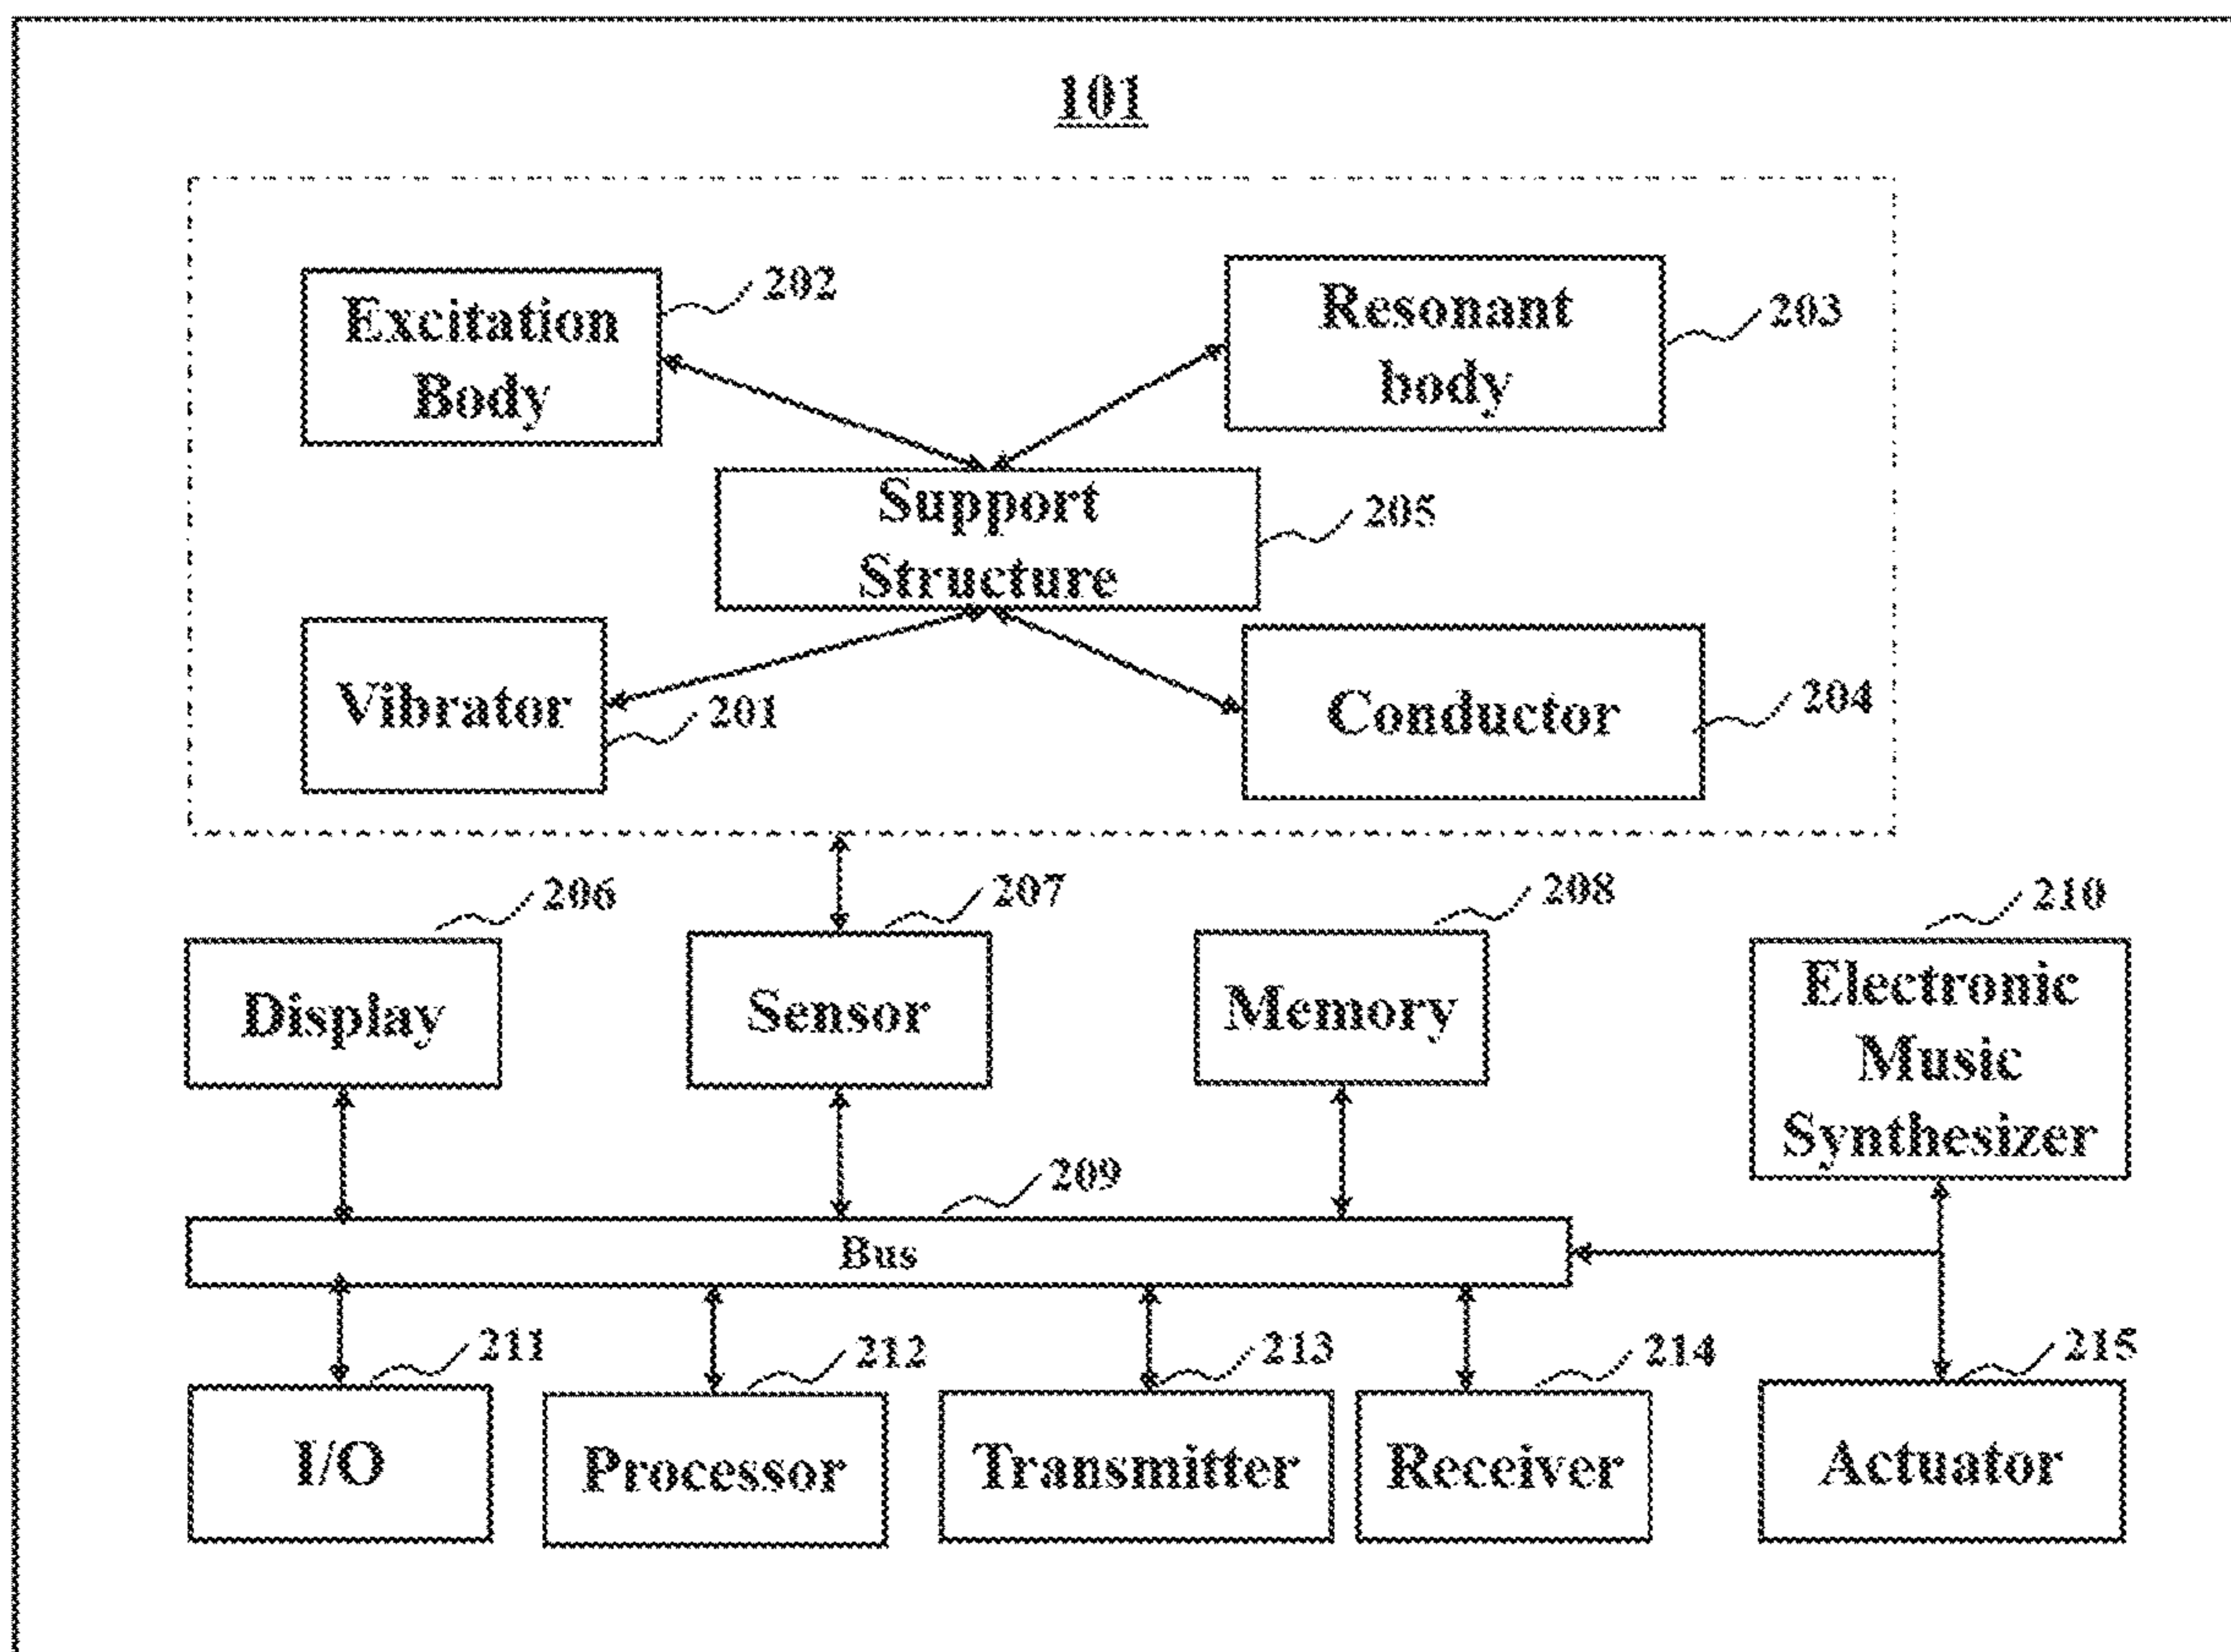 101
Excitation
Body
202
Resonant
body
203
Support
Structure
205
Vibrator
201
Conductor
204
206
207
208
210
Display
Sensor
Memory
Electronic
Music
Synthesizer
209
Bus
211
212
213
214
215
I/O
Processor
Transmitter
Receiver
Actuator